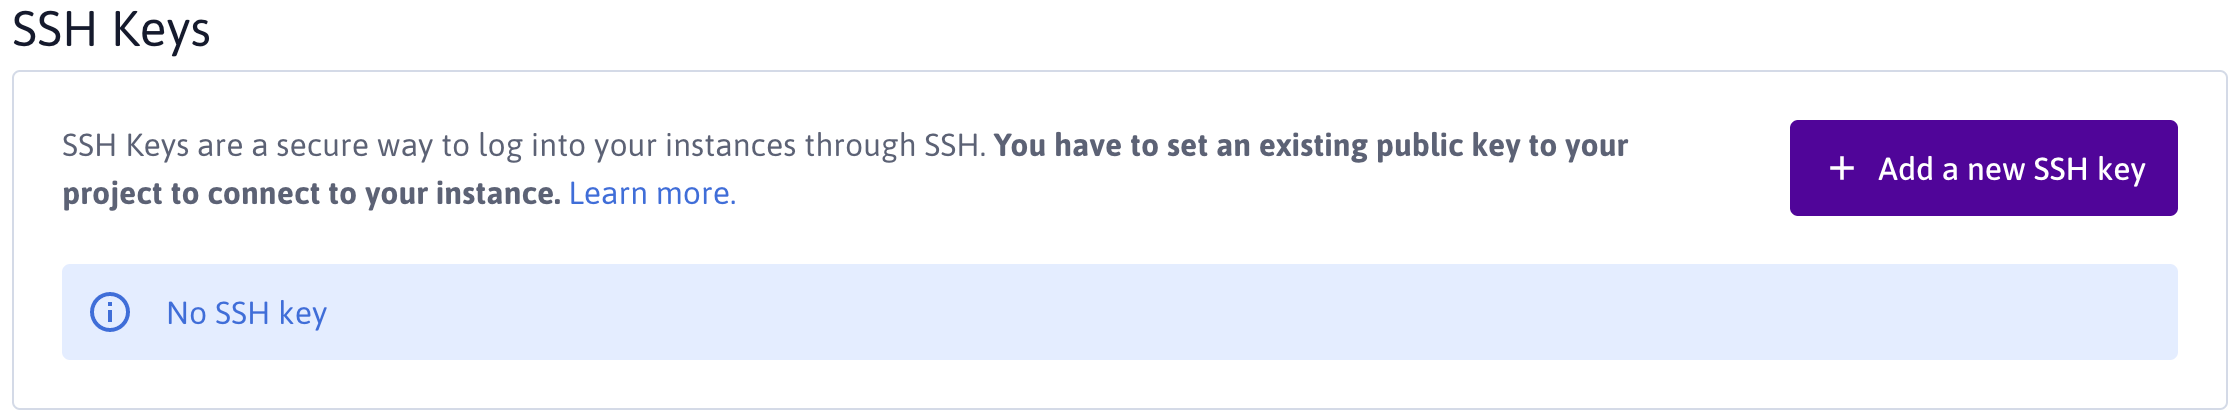 SSH Keys
SSH Keys are a secure way to log into your instances through SSH. You have to set an existing public key to your
project to connect to your instance. Learn more.
+ Add a new SSH key
No SSH key